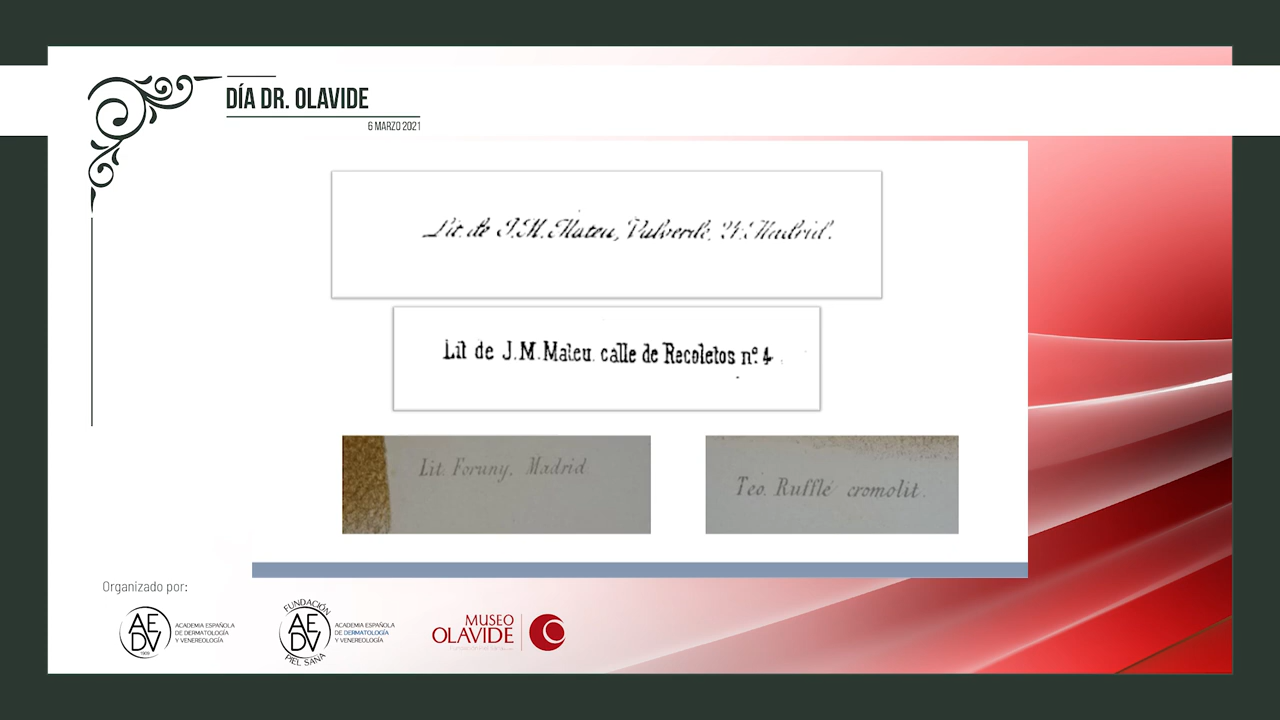 DÍA DR. OLAVIDE
6 MARZO 2021
Lit. de J.M. Mateu, Valverde, Madrid.
Lit de J.M. Mateu. calle de Recoletos nº. 4
Lit. Foruny. Madrid
Teo. Rufflé cromolit.
Organizado por:
AEDV
1909
ACADEMIA ESPAÑOLA
DE DERMATOLOGÍA
Y VENEREOLOGÍA
FUNDACIÓN
AEDV
PIEL SANA
ACADEMIA ESPAÑOLA
DE DERMATOLOGÍA
Y VENEREOLOGÍA
MUSEO
OLAVIDE